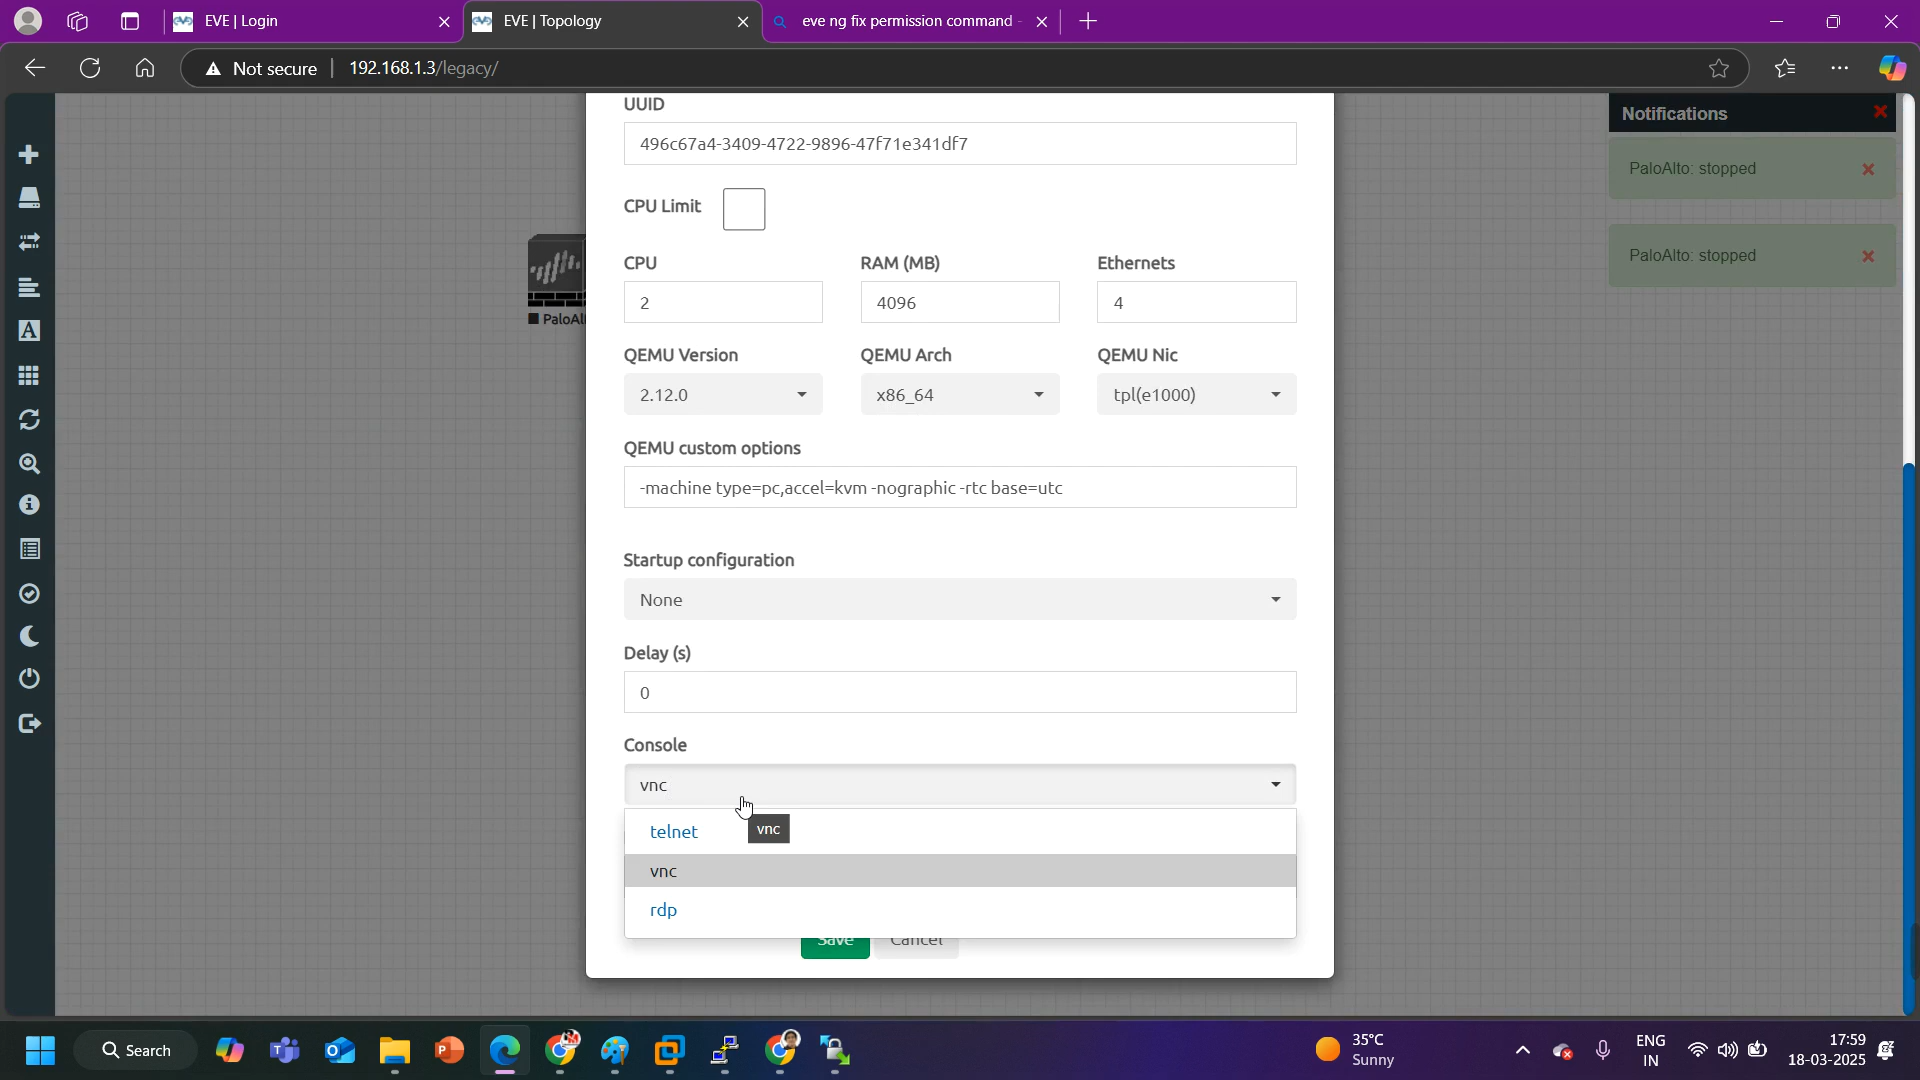 EVE | Login
EVE | Topology
eve ng fix permission command -
Not secure
192.168.1.3/legacy/
UUID
496c67a4-3409-4722-9896-47f71e341df7
CPU Limit
CPU
RAM (MB)
Ethernets
2
4096
4
QEMU Version
QEMU Arch
QEMU Nic
2.12.0
x86_64
tpl(e1000)
QEMU custom options
-machine type=pc,accel=kvm -nographic -rtc base=utc
Startup configuration
None
Delay (s)
0
Console
vnc
telnet
vnc
vnc
rdp
Save
Cancel
PaloAl
Notifications
PaloAlto: stopped
PaloAlto: stopped
Search
35°C
Sunny
ENG
IN
17:59
18-03-2025